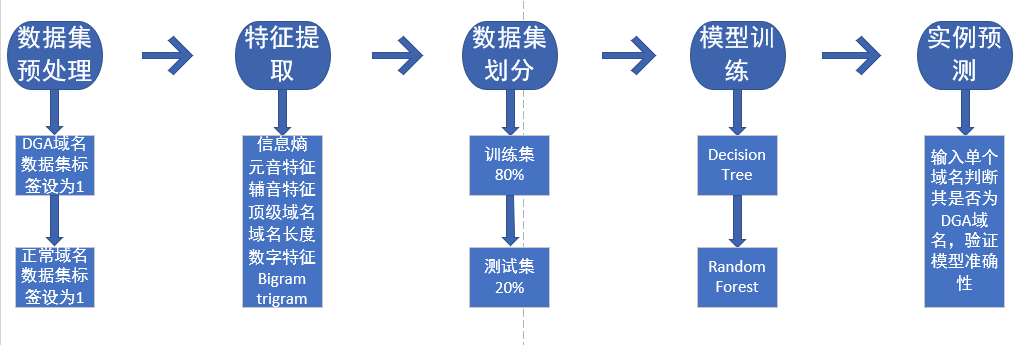 数据集
预处理
特征提
取
数据集
划分
模型训
练
实例预
测
DGA域名
数据集标
签设为1
正常域名
数据集标
签设为1
信息熵
元音特征
辅音特征
顶级域名
域名长度
数字特征
Bigram
trigram
训练集
80%
测试集
20%
Decision
Tree
Random
Forest
输入单个
域名判断
其是否为
DGA域
名，验证
模型准确
性